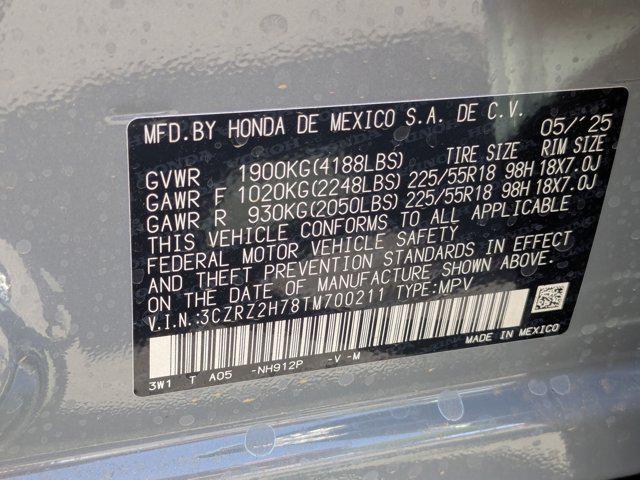 MFD.BY HONDA DE MEXICO S.A. DE C.V. 05/'25
GVWR 1900KG(4188LBS) TIRE SIZE RIM SIZE
GAWR F 1020KG(2248LBS) 225/55R18 98H 18X7.0J
GAWR R 930KG(2050LBS) 225/55R18 98H 18X7.0J
THIS VEHICLE CONFORMS TO ALL APPLICABLE
FEDERAL MOTOR VEHICLE SAFETY
AND THEFT PREVENTION STANDARDS IN EFFECT
ON THE DATE OF MANUFACTURE SHOWN ABOVE.
V.I.N.:3CZRZ2H78TM700211 TYPE:MPV
MADE IN MEXICO
3W1 T A05 -NH912P -V -M